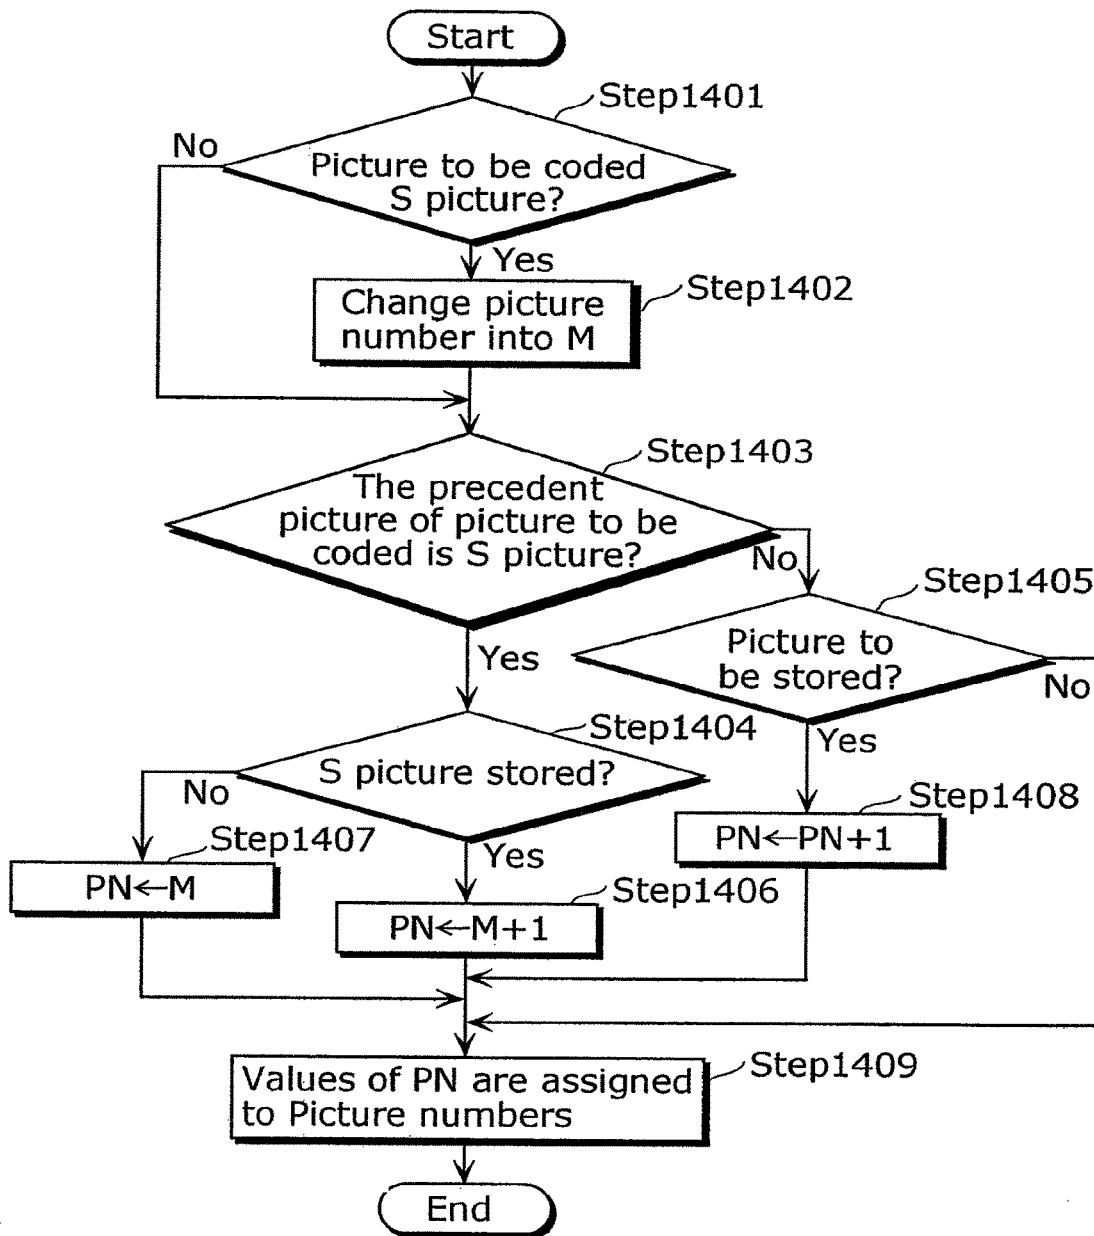 Start
Step1401
No
Picture to be coded
S picture?
Yes
Step1402
Change picture
number into M
Step1403
The precedent
picture of picture to be
coded is S picture?
No
Step1405
Yes
Picture to
be stored?
No
Step1404
Yes
S picture stored?
No
Step1408
Step1407
PN←PN+1
Yes
PN←M
Step1406
PN←M+1
Step1409
Values of PN are assigned
to Picture numbers
End